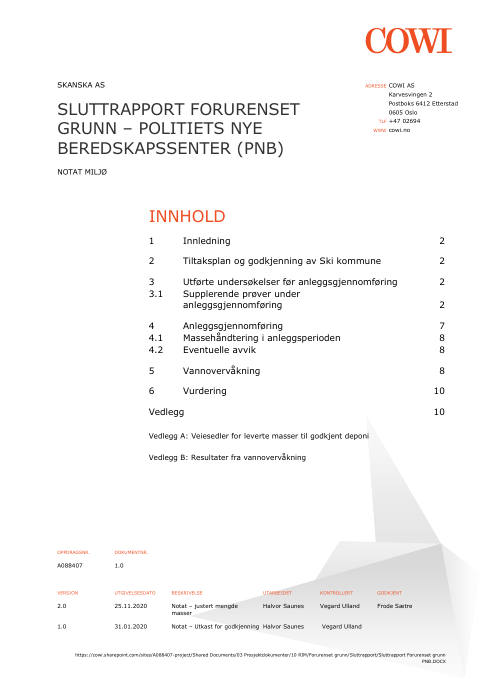 COWI
SKANSKA AS
SLUTTRAPPORT FORURENSET
GRUNN – POLITIETS NYE
BEREDSKAPSSENTER (PNB)
NOTAT MILJØ
ADRESSE COWI AS
Karvesvingen 2
Postboks 6412 Etterstad
0605 Oslo
TLF +47 02694
WWW cowi.no
INNHOLD
1 Innledning 2
2 Tiltaksplan og godkjenning av Ski kommune 2
3 Utførte undersøkelser før anleggsgjennomføring 2
3.1 Supplerende prøver under
anleggsgjennomføring 2
4 Anleggsgjennomføring 7
4.1 Massehåndtering i anleggsperioden 8
4.2 Eventuelle avvik 8
5 Vannovervåkning 8
6 Vurdering 10
Vedlegg 10
Vedlegg A: Veiesedler for leverte masser til godkjent deponi
Vedlegg B: Resultater fra vannovervåkning
OPPDRAGSNR. DOKUMENTNR.
A088407 1.0
VERSJON UTGIVELSESDATO BESKRIVELSE UTARBEIDET KONTROLLERT GODKJENT
2.0 25.11.2020 Notat – justert mengde Halvor Saunes Vegard Ulland Frode Sætre
masser
1.0 31.01.2020 Notat – Utkast for godkjenning Halvor Saunes Vegard Ulland
https://cowi.sharepoint.com/sites/A088407-project/Shared Documents/03 Prosjektdokumenter/10 RIM/Forurenset grunn/Sluttrapport/Sluttrapport Forurenset grunn
PNB.DOCX